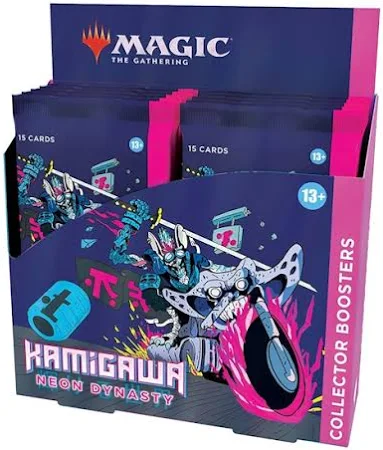 MAGIC
THE GATHERING
15 CARDS
13+
15 CARDS
13+
13+
KAMIGAWA
NEON DYNASTY
COLLECTOR BOOSTERS